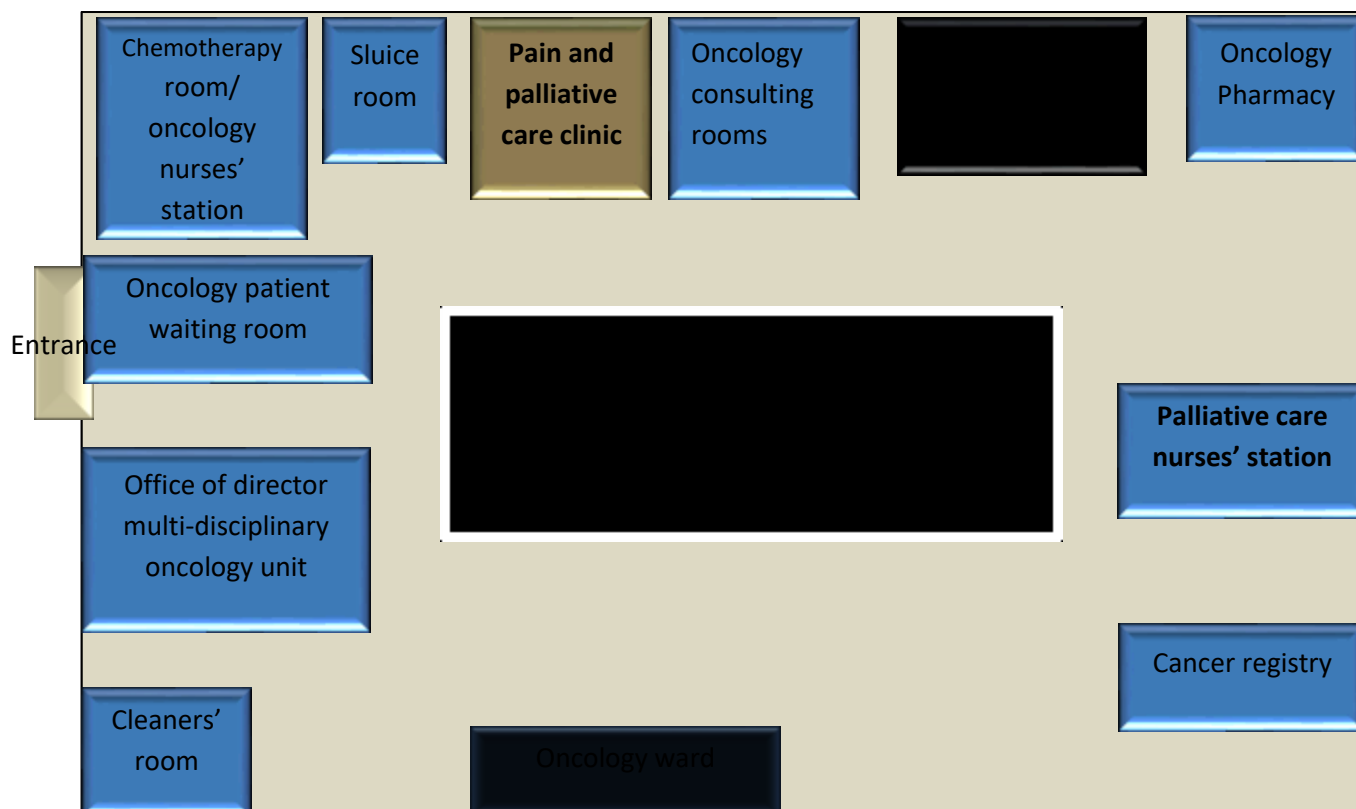 Chemotherapy
room/
oncology
nurses’
station
Sluice
room
Pain and
palliative
care clinic
Oncology
consulting
rooms
Oncology
Pharmacy
Entrance
Oncology patient
waiting room
Palliative care
nurses’ station
Office of director
multi-disciplinary
oncology unit
Cancer registry
Cleaners’
room
Oncology ward